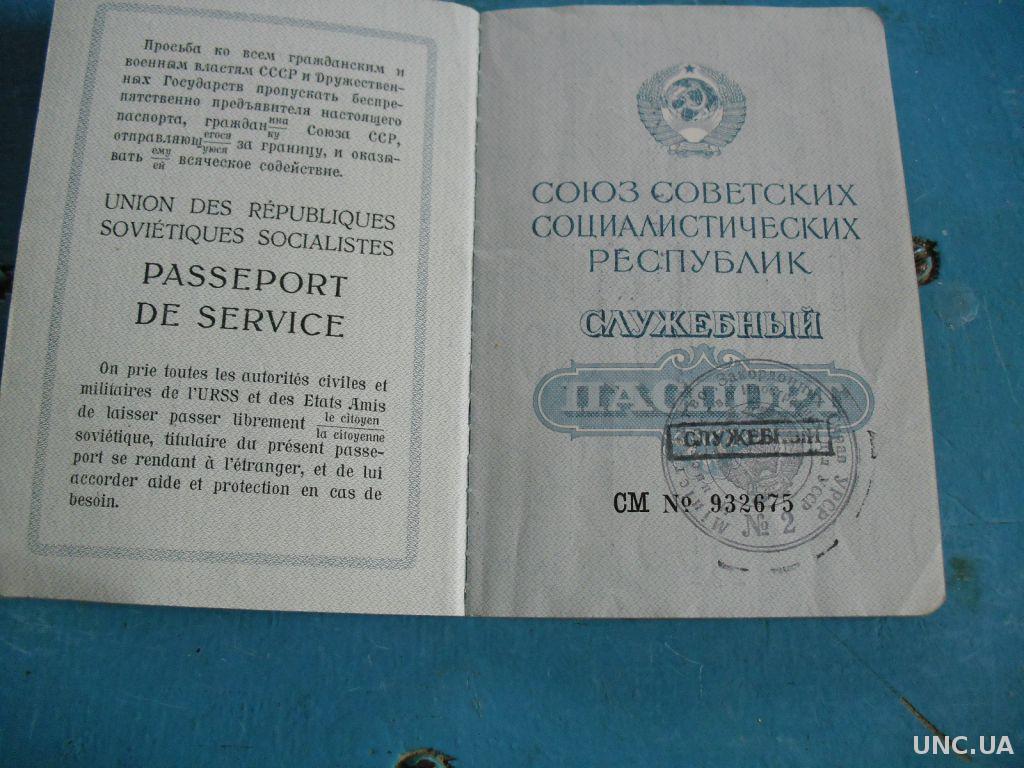 Просьба ко всем гражданским и
военным властям СССР и Дружествен-
ных Государств пропускать беспре-
пятственно предъявителя настоящего
паспорта, граждан ина/ку Союза ССР,
отправляющ егося/уюся за границу, и оказы-
вать ему/ей всяческое содействие.
UNION DES RÉPUBLIQUES
SOVIÉTIQUES SOCIALISTES
PASSEPORT
DE SERVICE
On prie toutes les autorités civiles et
militaires de l'URSS et des Etats Amis
de laisser passer librement le citoyen/la citoyenne
soviétique, titulaire du présent passe-
port se rendant à l'étranger, et de lui
accorder aide et protection en cas de
besoin.
СОЮЗ СОВЕТСКИХ
СОЦИАЛИСТИЧЕСКИХ
РЕСПУБЛИК
СЛУЖЕБНЫЙ
ПАСПОРТ
СМ № 932675
№ 2
УРСР
УССР
UNC.UA